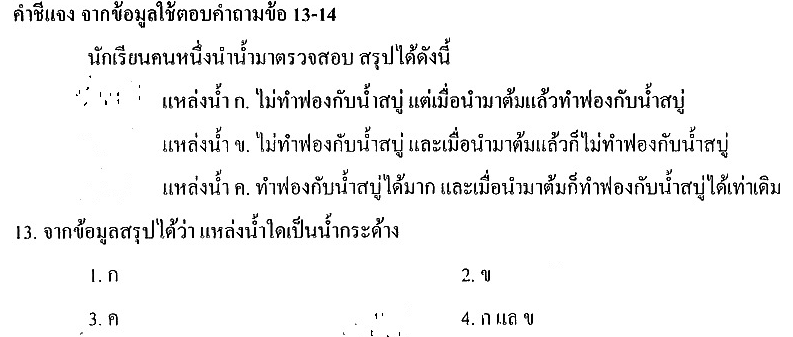 คำชี้แจง จากข้อมูลใช้ตอบคำถามข้อ 13-14
นักเรียนคนหนึ่งนำน้ำมาตรวจสอบ สรุปได้ดังนี้
แหล่งน้ำ ก. ไม่ทำฟองกับน้ำสบู่ แต่เมื่อนำมาต้มแล้วทำฟองกับน้ำสบู่
แหล่งน้ำ ข. ไม่ทำฟองกับน้ำสบู่ และเมื่อนำมาต้มแล้วก็ไม่ทำฟองกับน้ำสบู่
แหล่งน้ำ ค. ทำฟองกับน้ำสบู่ได้มาก และเมื่อนำมาต้มก็ทำฟองกับน้ำสบู่ได้เท่าเดิม
13. จากข้อมูลสรุปได้ว่า แหล่งน้ำใดเป็นน้ำกระด้าง
1. ก 2. ข
3. ค 4. ก แล ข